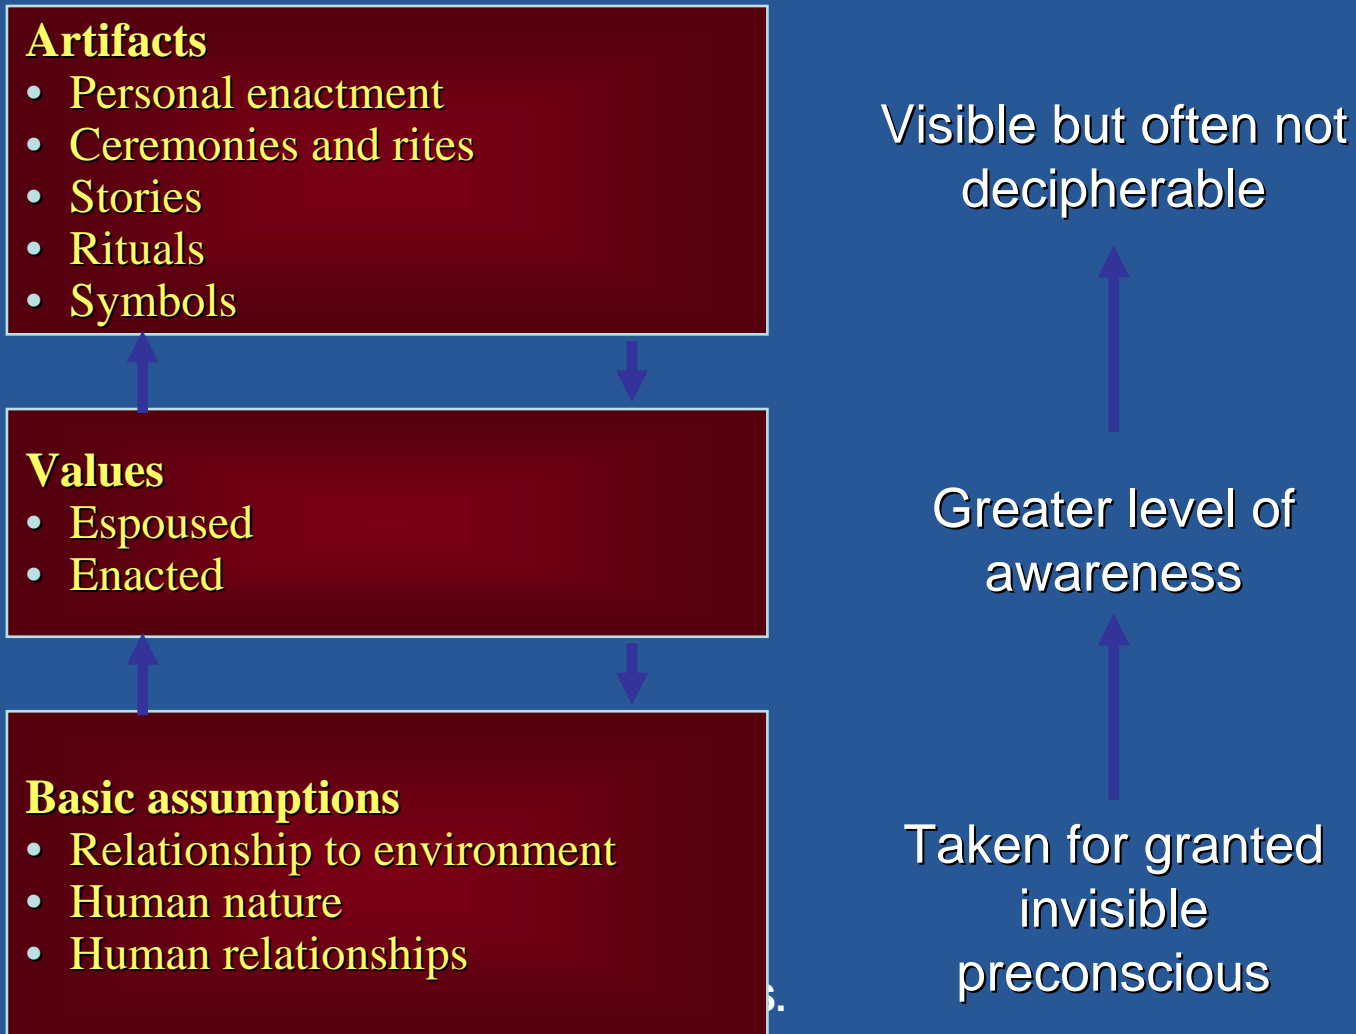 Artifacts
• Personal enactment
• Ceremonies and rites
• Stories
• Rituals
• Symbols
Visible but often not
decipherable
Values
• Espoused
• Enacted
Greater level of
awareness
Basic assumptions
• Relationship to environment
• Human nature
• Human relationships
Taken for granted
invisible
preconscious